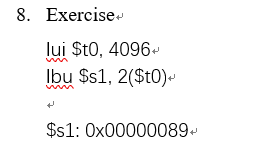 8. Exercise
lui $t0, 4096
lbu $s1, 2($t0)
$s1: 0x00000089